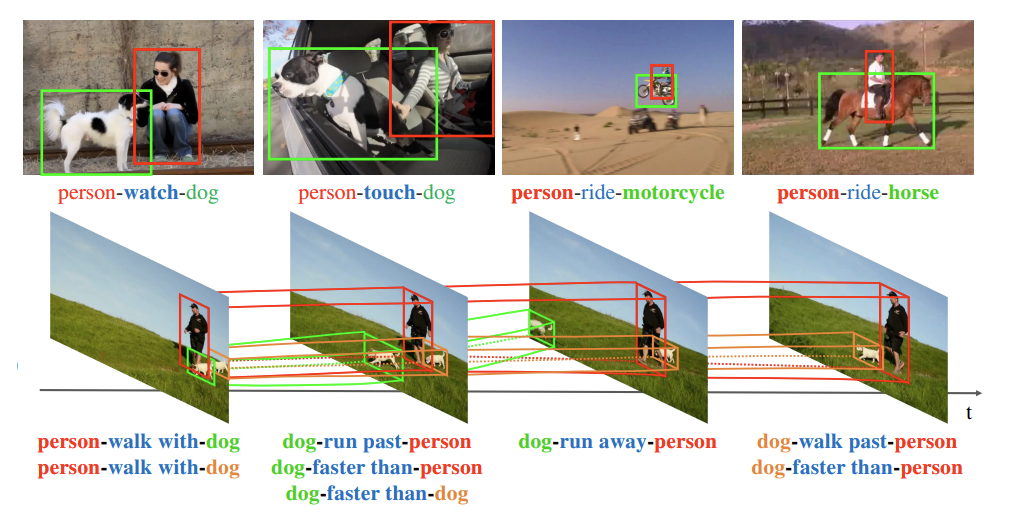 person-watch-dog
person-touch-dog
person-ride-motorcycle
person-ride-horse
t
person-walk with-dog
person-walk with-dog
dog-run past-person
dog-faster than-person
dog-faster than-dog
dog-run away-person
dog-walk past-person
dog-faster than-person